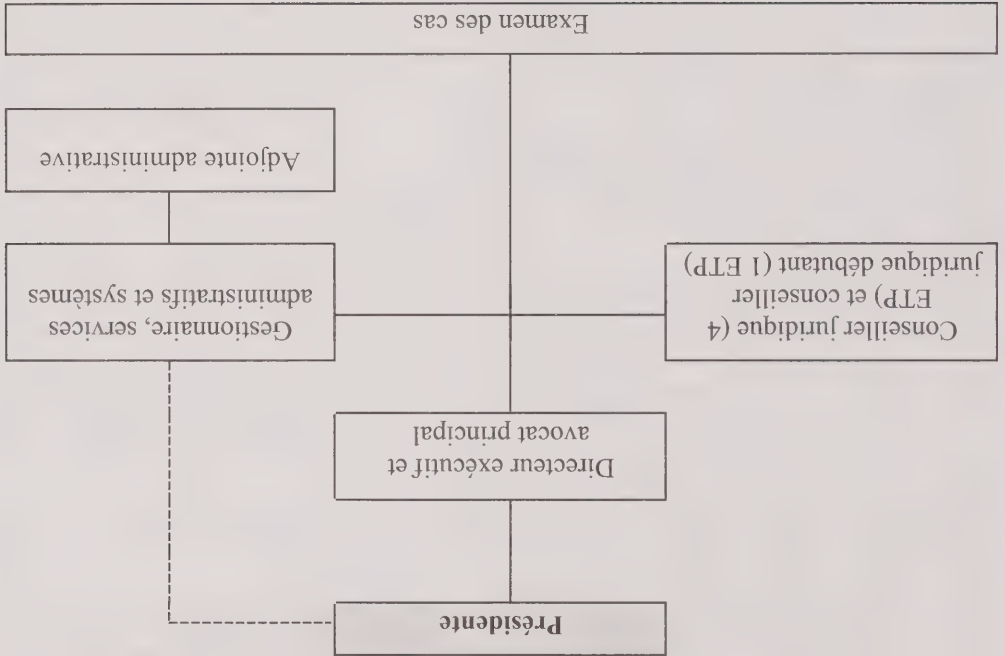 Présidente
Directeur exécutif et
avocat principal
Conseiller juridique (4
ETP) et conseiller
juridique débutant (1 ETP)
Gestionnaire, services
administratifs et systèmes
Adjointe administrative
Examen des cas